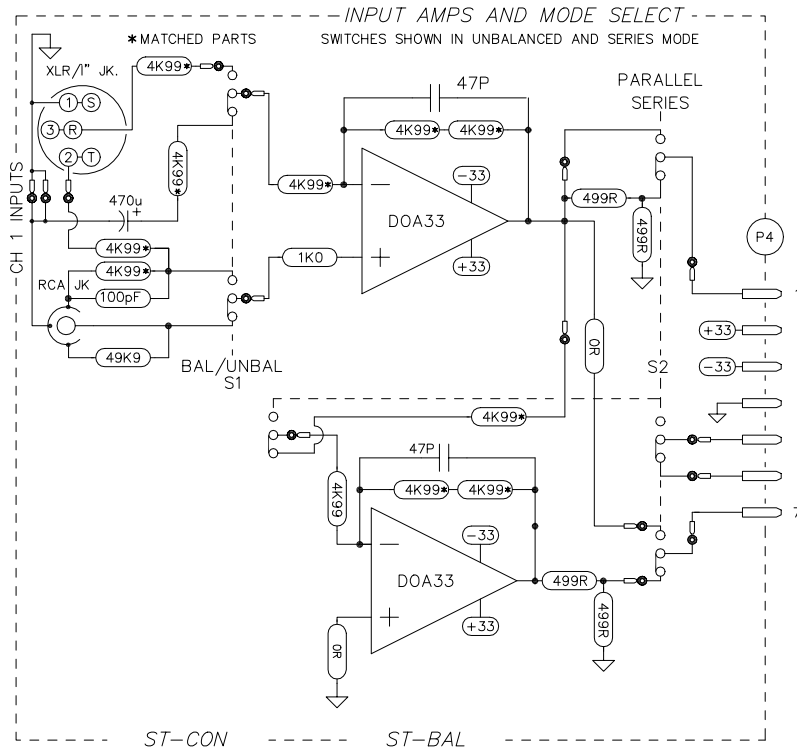 INPUT AMPS AND MODE SELECT
*MATCHED PARTS
SWITCHES SHOWN IN UNBALANCED AND SERIES MODE
XLR/1" JK.
4K99*
47P
PARALLEL
SERIES
1 S
3 R
2 T
4K99* 4K99*
4K99*
4K99*
-33
499R
CH 1 INPUTS
470u
+
DOA33
499R
P4
4K99*
1K0
+33
4K99*
RCA JK
100pF
+33
49K9
0R
BAL/UNBAL
S1
S2
-33
4K99*
47P
4K99
4K99* 4K99*
7
-33
DOA33
499R
+33
499R
0R
ST-CON
ST-BAL